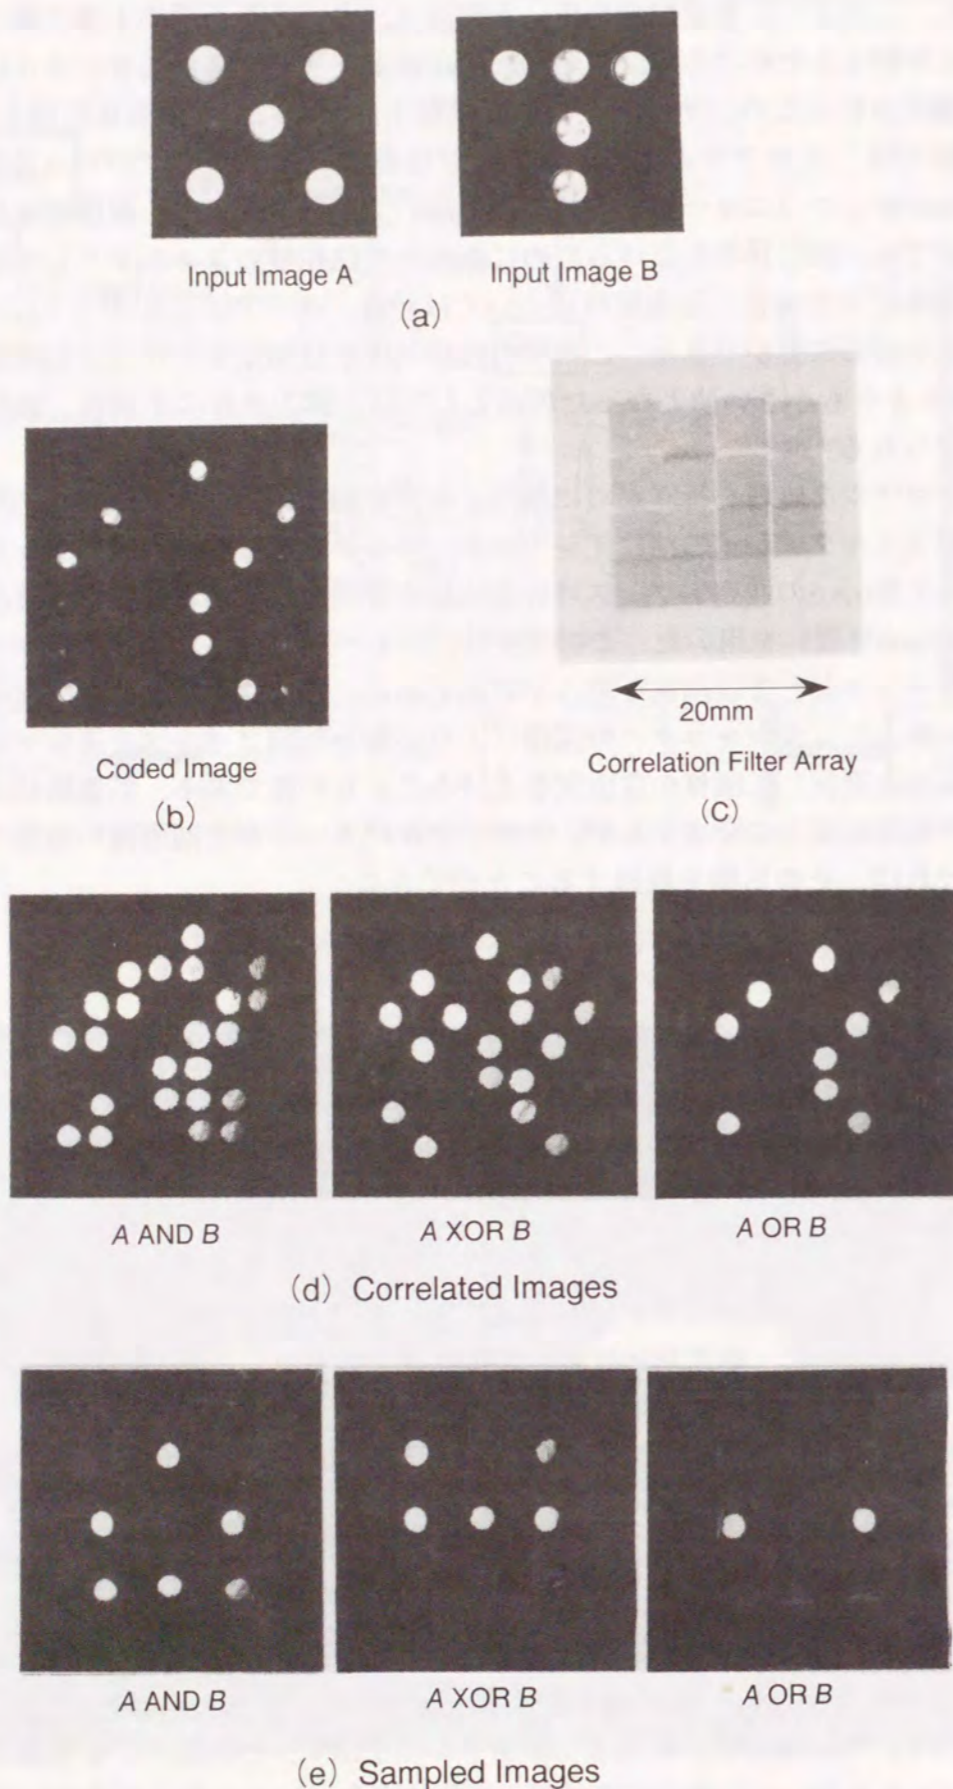 Input Image A
Input Image B
(a)
20mm
Coded Image
Correlation Filter Array
(b)
(C)
A AND B
A XOR B
A OR B
(d) Correlated Images
A AND B
A XOR B
A OR B
(e) Sampled Images